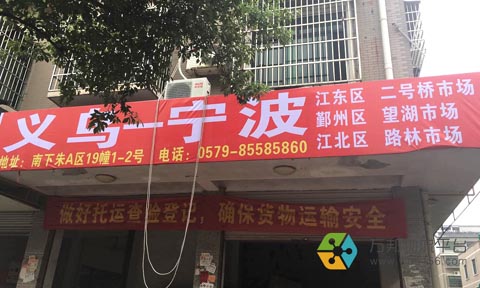 义乌—宁波
江东区 二号桥市场
鄞州区 望湖市场
江北区 路林市场
地址：南下朱A区19幢1-2号 电话：0579-85585860
做好托运查验登记，确保货物运输安全